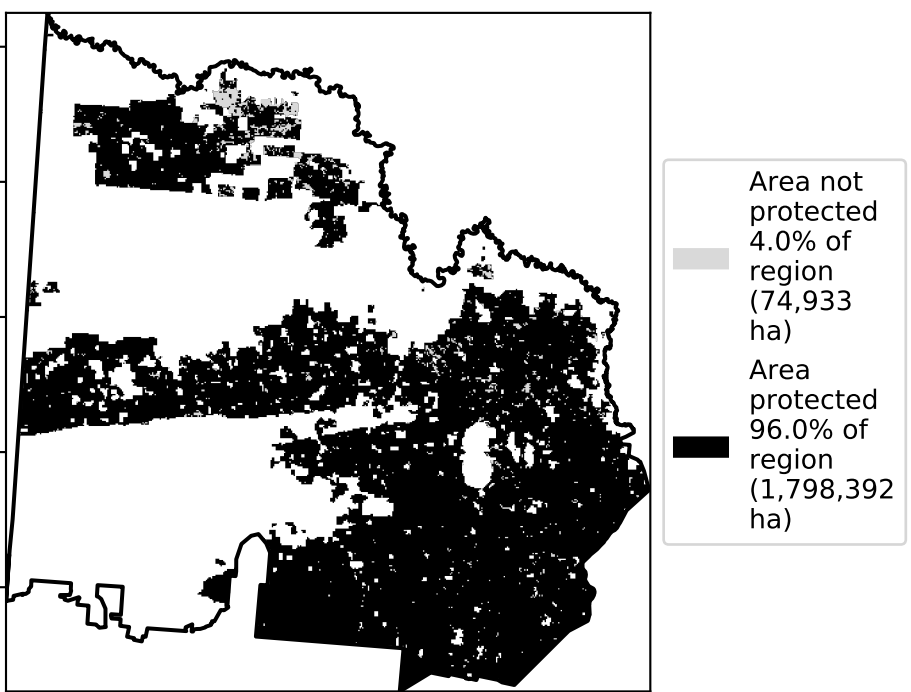 Area not
protected
4.0% of
region
(74,933
ha)
Area
protected
96.0% of
region
(1,798,392
ha)